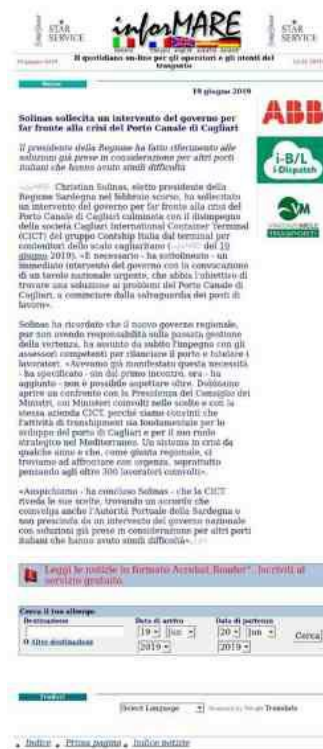 STAR
SERVICE
inforMARE
STAR
SERVICE
Il quotidiano on-line per gli operatori e gli utenti del
trasporto
19 giugno 2019
ABB
Solinas sollecita un intervento del governo per
far fronte alla crisi del Porto Canale di Cagliari
Il presidente della Regione ha fatto riferimento alle
soluzioni già prese in considerazione per altri porti
italiani che hanno avuto simili difficoltà
i-B/L
i-Dispatch
Christian Solinas, eletto presidente della
Regione Sardegna nel febbraio scorso, ha sollecitato
un intervento del governo per far fronte alla crisi del
Porto Canale di Cagliari culminata con il disimpegno
della società Cagliari International Container Terminal
(CICT) del gruppo Contship Italia dal terminal per
contenitori dello scalo cagliaritano ( del 19
giugno 2019). «È necessario - ha sottolineato - un
immediato intervento del governo con la convocazione
di un tavolo nazionale urgente, che abbia l'obiettivo di
trovare una soluzione ai problemi del Porto Canale di
Cagliari, a cominciare dalla salvaguardia dei posti di
lavoro».
Solinas ha ricordato che il nuovo governo regionale,
pur non avendo responsabilità sulla passata gestione
della vertenza, ha assunto da subito l'impegno con gli
assessori competenti per rilanciare il porto e tutelare i
lavoratori. «Avevamo già manifestato questa necessità
- ha specificato - sin dal primo incontro, ora - ha
aggiunto - non è possibile aspettare oltre. Dobbiamo
aprire un confronto con la Presidenza del Consiglio dei
Ministri, coi Ministeri coinvolti nelle scelte e con la
stessa azienda CICT, perché siamo convinti che
l'attività di transhipment sia fondamentale per lo
sviluppo del porto di Cagliari e per il suo ruolo
strategico nel Mediterraneo. Un sistema in crisi da
qualche anno e che, come giunta regionale, ci
troviamo ad affrontare con urgenza, soprattutto
pensando agli oltre 300 lavoratori coinvolti».
«Auspichiamo - ha concluso Solinas - che la CICT
riveda le sue scelte, trovando un accordo che
coinvolga anche l'Autorità Portuale della Sardegna e
non prescinda da un intervento del governo nazionale
con soluzioni già prese in considerazione per altri porti
italiani che hanno avuto simili difficoltà».
Leggi le notizie in formato Acrobat Reader®. Iscriviti al
servizio gratuito.
Cerca il tuo albergo
Destinazione
Data di arrivo
Data di partenza
19 Jun
20 Jun
Cerca
Altre destinazioni
2019
2019
Select Language
Translate
Indice
Prima pagina
Indice notizie